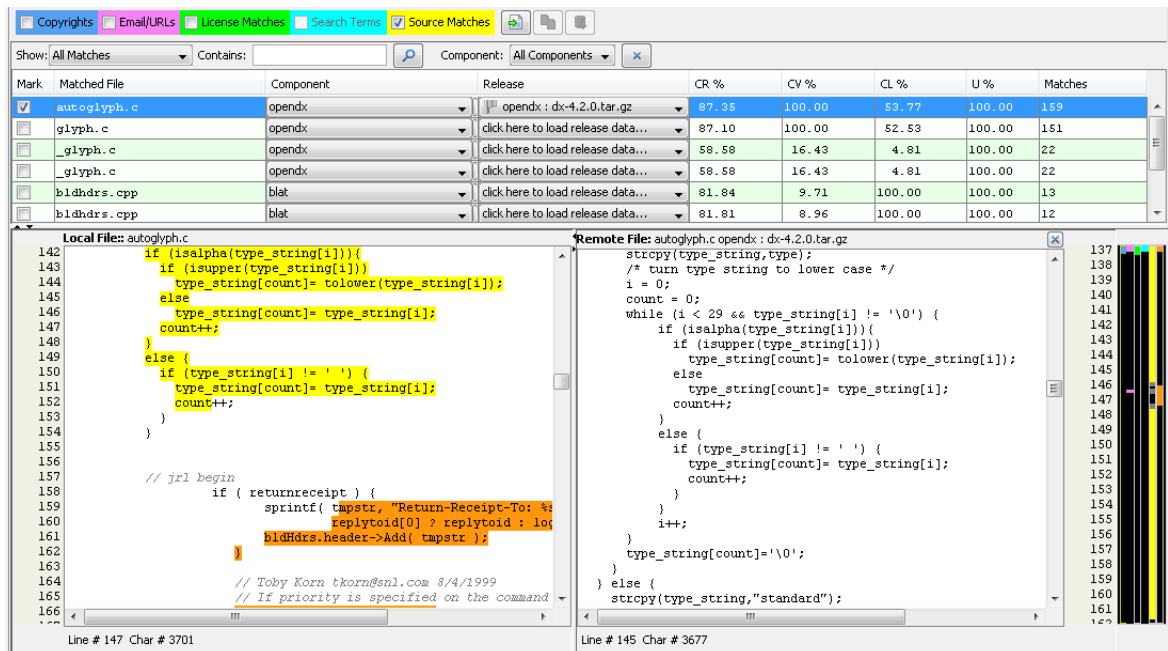 Copyrights Email/URLs License Matches Search Terms Source Matches
Show: All Matches Contains: Component: All Components
Mark Matched File Component Release CR % CV % CL % U % Matches
autoglyph.c opendx opendx : dx-4.2.0.tar.gz 87.35 100.00 53.77 100.00 159
glyph.c opendx click here to load release data... 87.10 100.00 52.53 100.00 151
_glyph.c opendx click here to load release data... 58.58 16.43 4.81 100.00 22
_glyph.c opendx click here to load release data... 58.58 16.43 4.81 100.00 22
bldhdrs.cpp blat click here to load release data... 81.84 9.71 100.00 100.00 13
bldhdrs.cpp blat click here to load release data... 81.81 8.96 100.00 100.00 12
Local File:: autoglyph.c
142 if (isalpha(type_string[i])){
143 if (isupper(type_string[i]))
144 type_string[count]= tolower(type_string[i]);
145 else
146 type_string[count]= type_string[i];
147 count++;
148 }
149 else {
150 if (type_string[i] != ' ') {
151 type_string[count]= type_string[i];
152 count++;
153 }
154 }
155
156
157 // jrl begin
158 if ( returnreceipt ) {
159 sprintf( tmpstr, "Return-Receipt-To: %s
160 replytoid[0] ? replytoid : log
161 bldHdrs.header->Add( tmpstr );
162 }
163
164 // Toby Korn tkorn@snl.com 8/4/1999
165 // If priority is specified on the command
166
Line # 147 Char # 3701
Remote File: autoglyph.c opendx : dx-4.2.0.tar.gz
strcpy(type_string,type); 137
/* turn type string to lower case */ 138
i = 0; 139
count = 0; 140
while (i < 29 && type_string[i] != '\0') { 141
if (isalpha(type_string[i])){ 142
if (isupper(type_string[i])) 143
type_string[count]= tolower(type_string[i]); 144
else 145
type_string[count]= type_string[i]; 146
count++; 147
} 148
else { 149
if (type_string[i] != ' ') { 150
type_string[count]= type_string[i]; 151
count++; 152
} 153
} 154
i++; 155
} 156
type_string[count]='\0'; 157
} 158
} else { 159
strcpy(type_string,"standard"); 160
161
Line # 145 Char # 3677